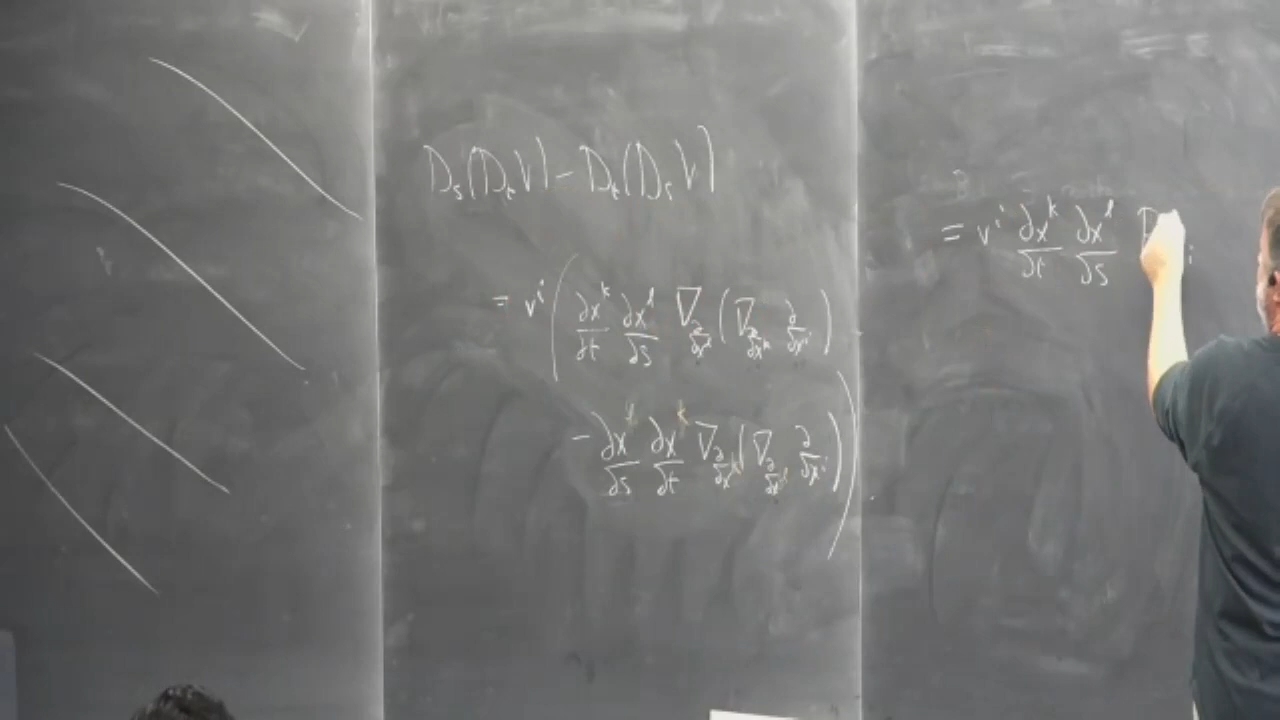 D_s(D_t V) - D_t(D_s V)
= v^i ( ∂x^k/∂t ∂x^l/∂s ∇_{∂/∂x^l} ( ∇_{∂/∂x^k} ∂/∂x^i )
- ∂x^l/∂s ∂x^k/∂t ∇_{∂/∂x^k} ( ∇_{∂/∂x^l} ∂/∂x^i ) )
= v^i ∂x^k/∂t ∂x^l/∂s